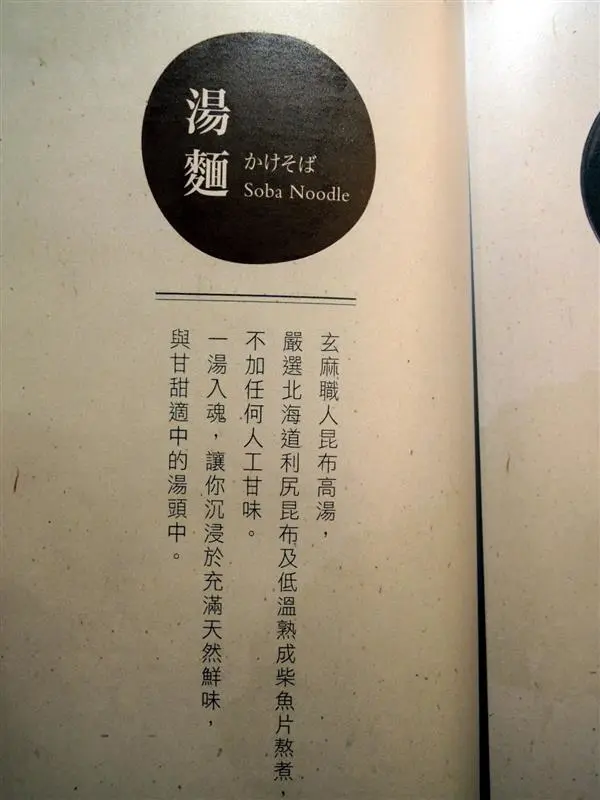 湯麵
かけそば
Soba Noodle
玄麻職人昆布高湯，
嚴選北海道利尻昆布及低溫熟成柴魚片熬煮，
不加任何人工甘味。
一湯入魂，讓你沉浸於充滿天然鮮味，
與甘甜適中的湯頭中。